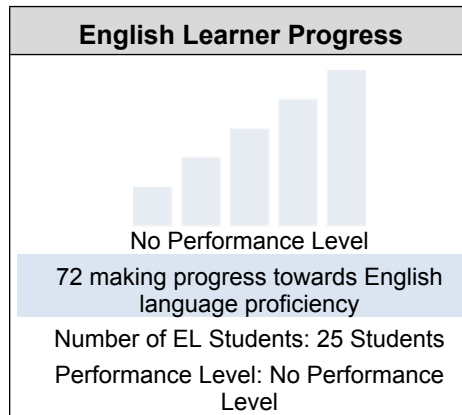 English Learner Progress
No Performance Level
72 making progress towards English
language proficiency
Number of EL Students: 25 Students
Performance Level: No Performance
Level